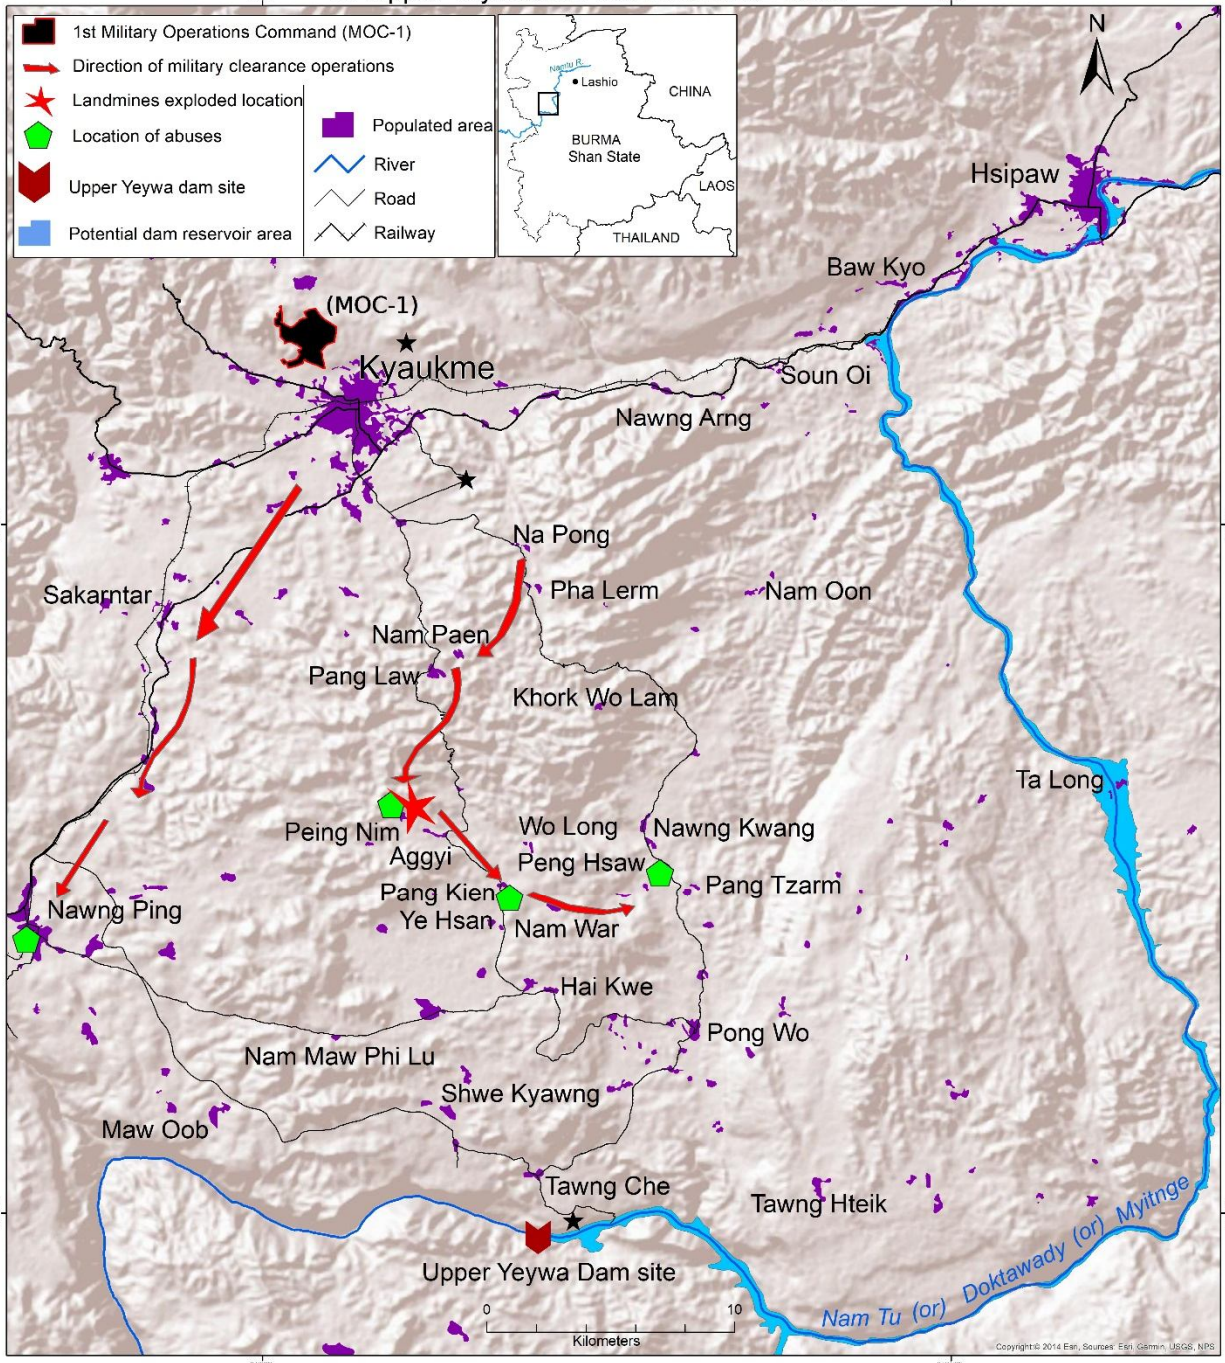 1st Military Operations Command (MOC-1)
Direction of military clearance operations
Landmines exploded location
Location of abuses
Upper Yeywa dam site
Potential dam reservoir area
Populated area
River
Road
Railway
Namtu R.
Lashio
CHINA
BURMA
Shan State
LAOS
THAILAND
N
Hsipaw
Baw Kyo
(MOC-1)
Kyaukme
Soun Oi
Nawng Arng
Na Pong
Sakarntar
Pha Lerm
Nam Oon
Nam Paen
Pang Law
Khork Wo Lam
Ta Long
Peing Nim
Wo Long
Nawng Kwang
Aggyi
Peng Hsaw
Pang Kien
Pang Tzarm
Nawng Ping
Ye Hsan
Nam War
Hai Kwe
Pong Wo
Nam Maw Phi Lu
Shwe Kyawng
Maw Oob
Tawng Che
Tawng Hteik
Upper Yeywa Dam site
Nam Tu (or) Doktawady (or) Myitnge
0 10
Kilometers
Copyright:© 2014 Esri, Sources: Esri, Garmin, USGS, NPS